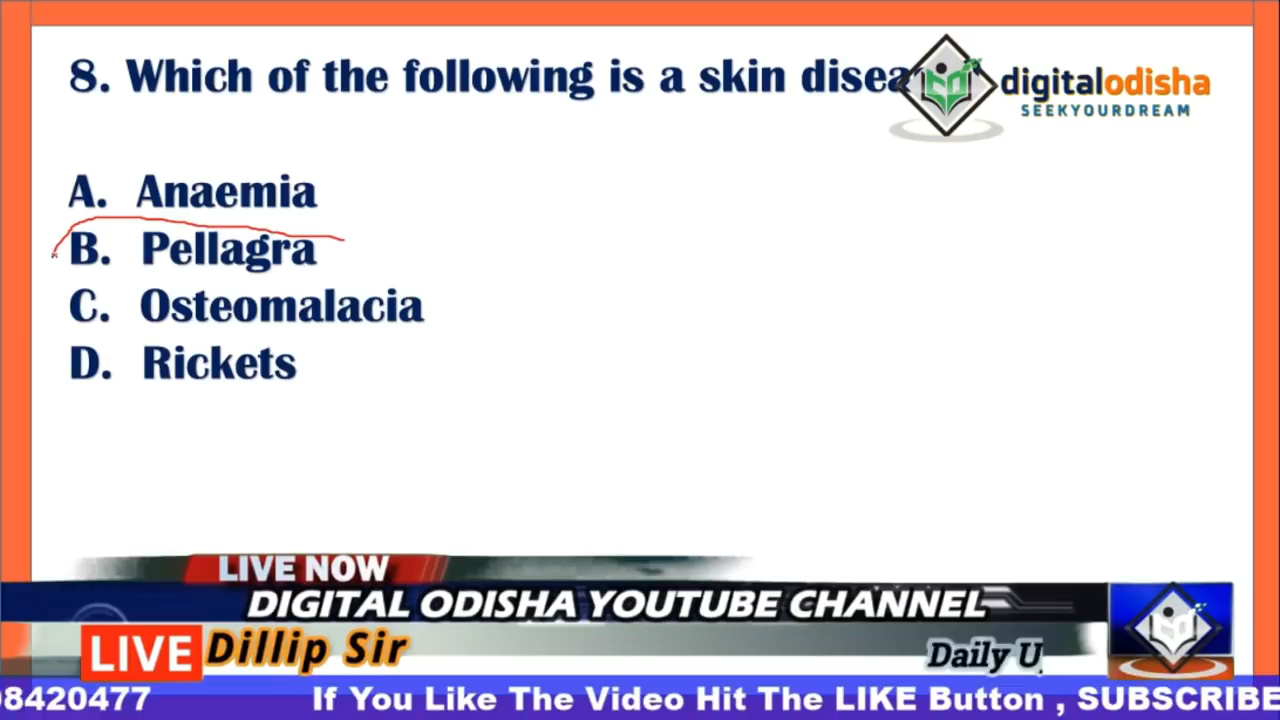 8. Which of the following is a skin disea
digitalodisha
SEEKYOURDREAM
A. Anaemia
B. Pellagra
C. Osteomalacia
D. Rickets
LIVE NOW
DIGITAL ODISHA YOUTUBE CHANNEL
LIVE Dillip Sir
Daily U
98420477 If You Like The Video Hit The LIKE Button , SUBSCRIBE